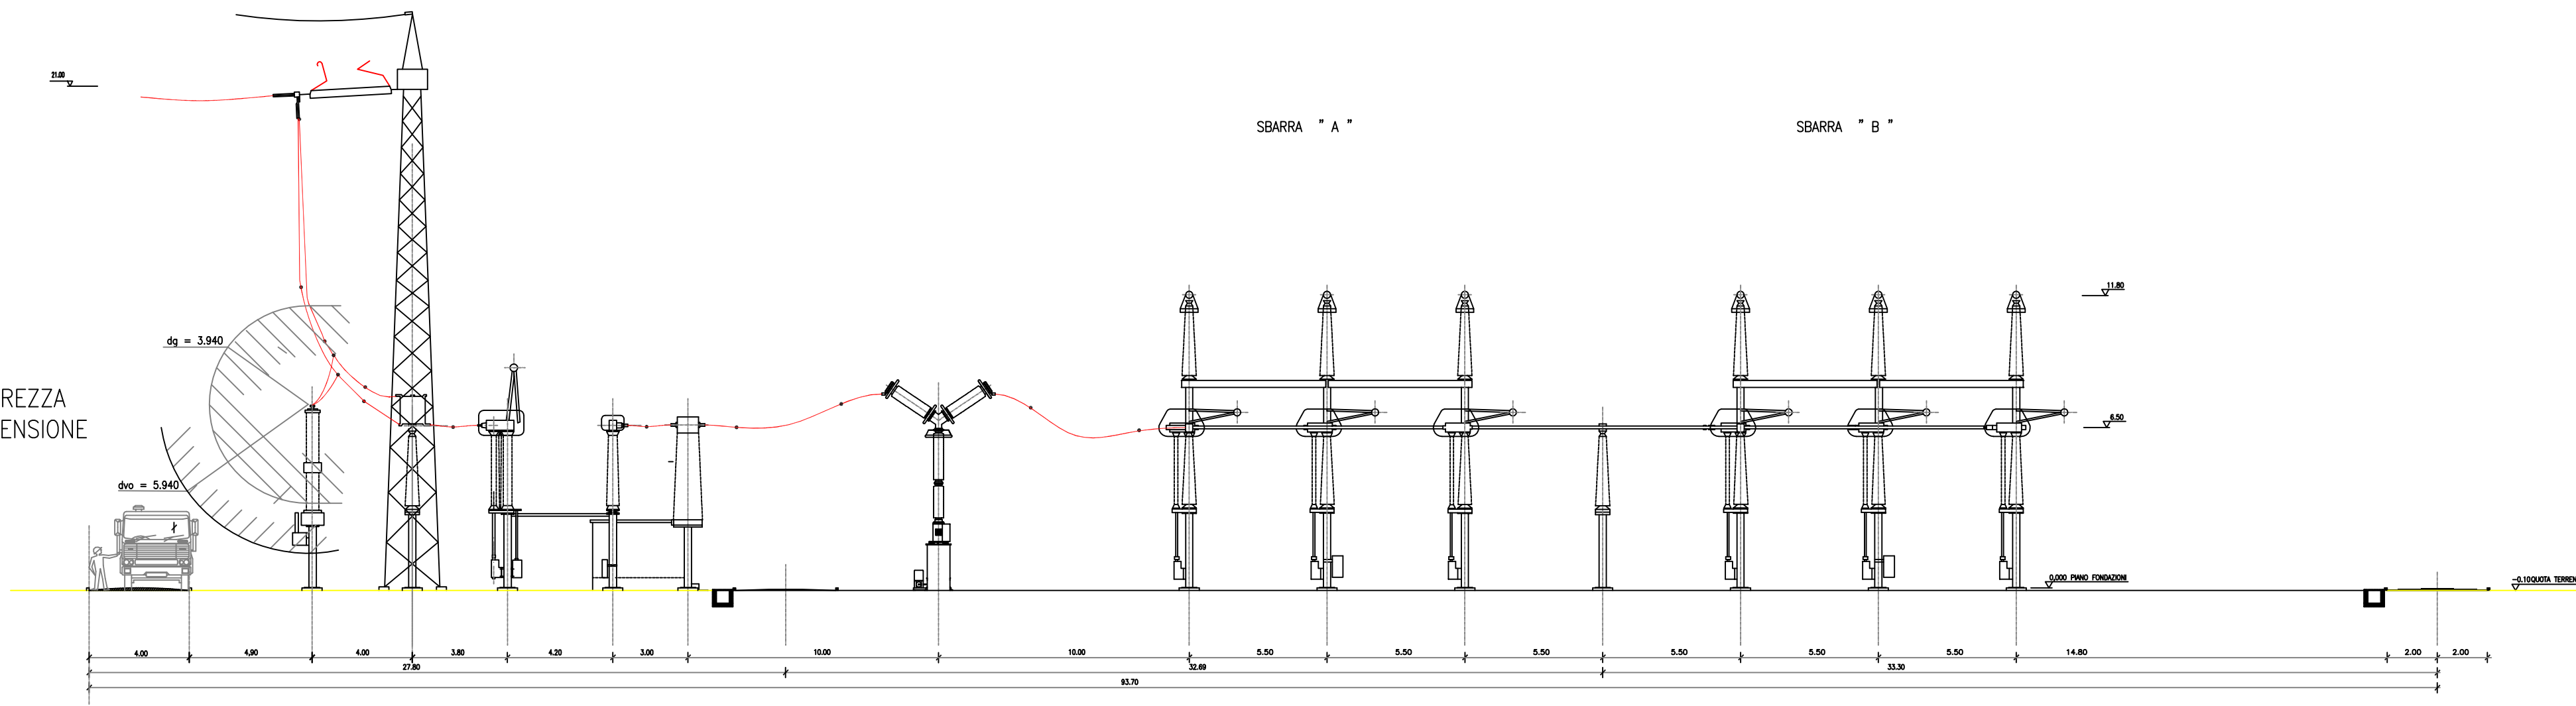 21.00
SBARRA " A "
SBARRA " B "
11.80
dg = 3.940
REZZA
ENSIONE
6.50
dvo = 5.940
0,000 PIANO FONDAZIONI
-0.10 QUOTA TERREN
4.00 4,90 4.00 3.80 4.20 3.00 10.00 10.00 5.50 5.50 5.50 5.50 5.50 5.50 14.80 2.00 2.00
27.80 32.69 33.30
93.70